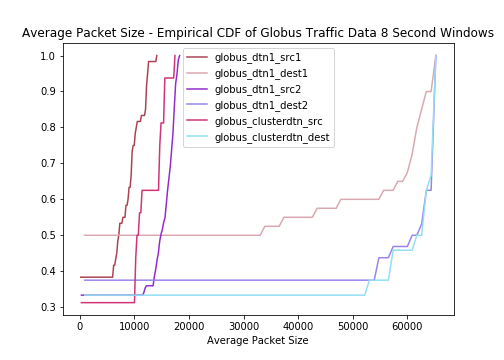 Average Packet Size - Empirical CDF of Globus Traffic Data 8 Second Windows
globus_dtn1_src1
globus_dtn1_dest1
globus_dtn1_src2
globus_dtn1_dest2
globus_clusterdtn_src
globus_clusterdtn_dest
1.0
0.9
0.8
0.7
0.6
0.5
0.4
0.3
0 10000 20000 30000 40000 50000 60000
Average Packet Size